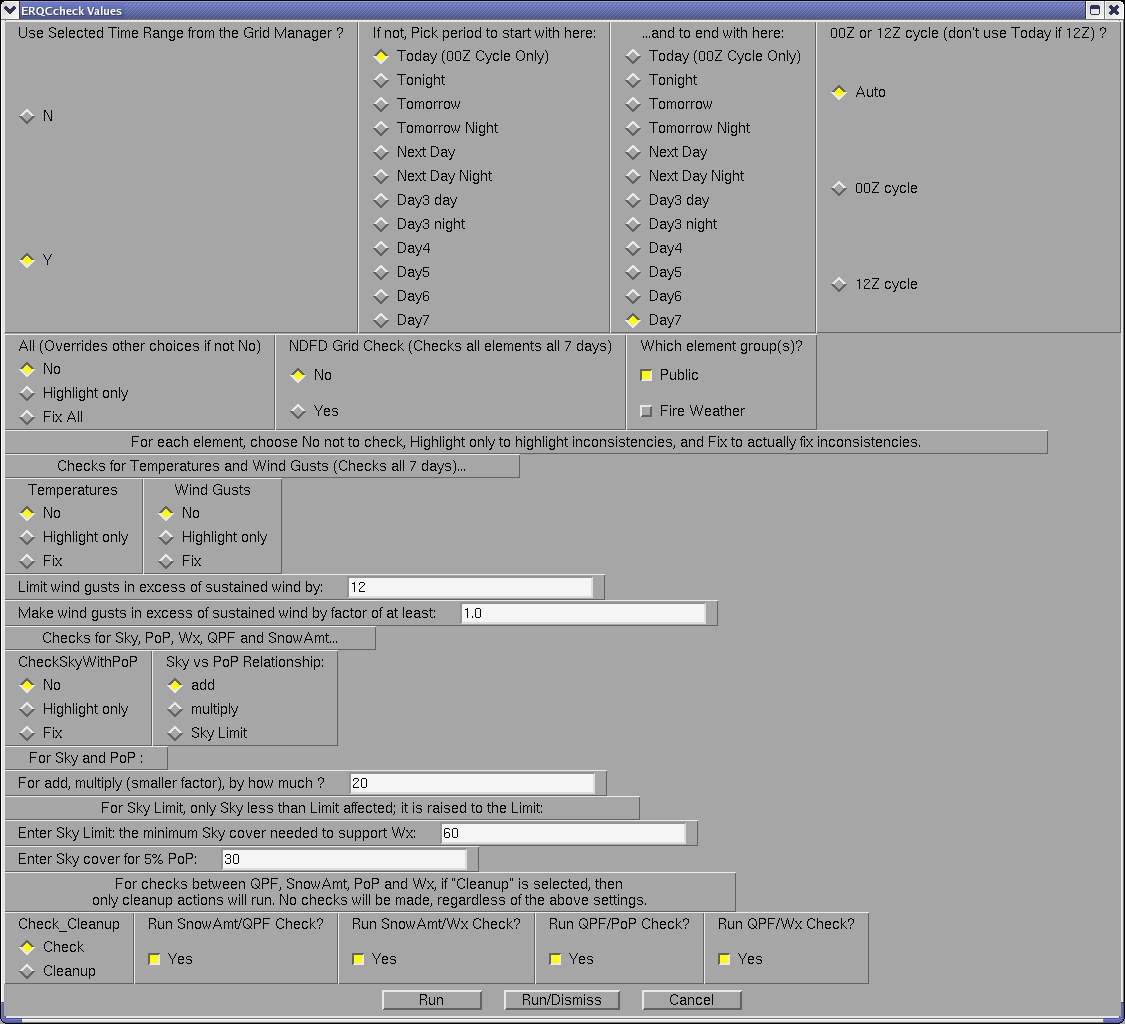 ERQCcheck Values
Use Selected Time Range from the Grid Manager ?
N
Y
If not, Pick period to start with here:
Today (00Z Cycle Only)
Tonight
Tomorrow
Tomorrow Night
Next Day
Next Day Night
Day3 day
Day3 night
Day4
Day5
Day6
Day7
...and to end with here:
Today (00Z Cycle Only)
Tonight
Tomorrow
Tomorrow Night
Next Day
Next Day Night
Day3 day
Day3 night
Day4
Day5
Day6
Day7
00Z or 12Z cycle (don't use Today if 12Z) ?
Auto
00Z cycle
12Z cycle
All (Overrides other choices if not No)
No
Highlight only
Fix All
NDFD Grid Check (Checks all elements all 7 days)
No
Yes
Which element group(s)?
Public
Fire Weather
For each element, choose No not to check, Highlight only to highlight inconsistencies, and Fix to actually fix inconsistencies.
Checks for Temperatures and Wind Gusts (Checks all 7 days)...
Temperatures
No
Highlight only
Fix
Wind Gusts
No
Highlight only
Fix
Limit wind gusts in excess of sustained wind by: 12
Make wind gusts in excess of sustained wind by factor of at least: 1.0
Checks for Sky, PoP, Wx, QPF and SnowAmt...
CheckSkyWithPoP
No
Highlight only
Fix
Sky vs PoP Relationship:
add
multiply
Sky Limit
For Sky and PoP :
For add, multiply (smaller factor), by how much ? 20
For Sky Limit, only Sky less than Limit affected; it is raised to the Limit:
Enter Sky Limit: the minimum Sky cover needed to support Wx: 60
Enter Sky cover for 5% PoP: 30
For checks between QPF, SnowAmt, PoP and Wx, if "Cleanup" is selected, then
only cleanup actions will run. No checks will be made, regardless of the above settings.
Check_Cleanup
Check
Cleanup
Run SnowAmt/QPF Check?
Yes
Run SnowAmt/Wx Check?
Yes
Run QPF/PoP Check?
Yes
Run QPF/Wx Check?
Yes
Run
Run/Dismiss
Cancel